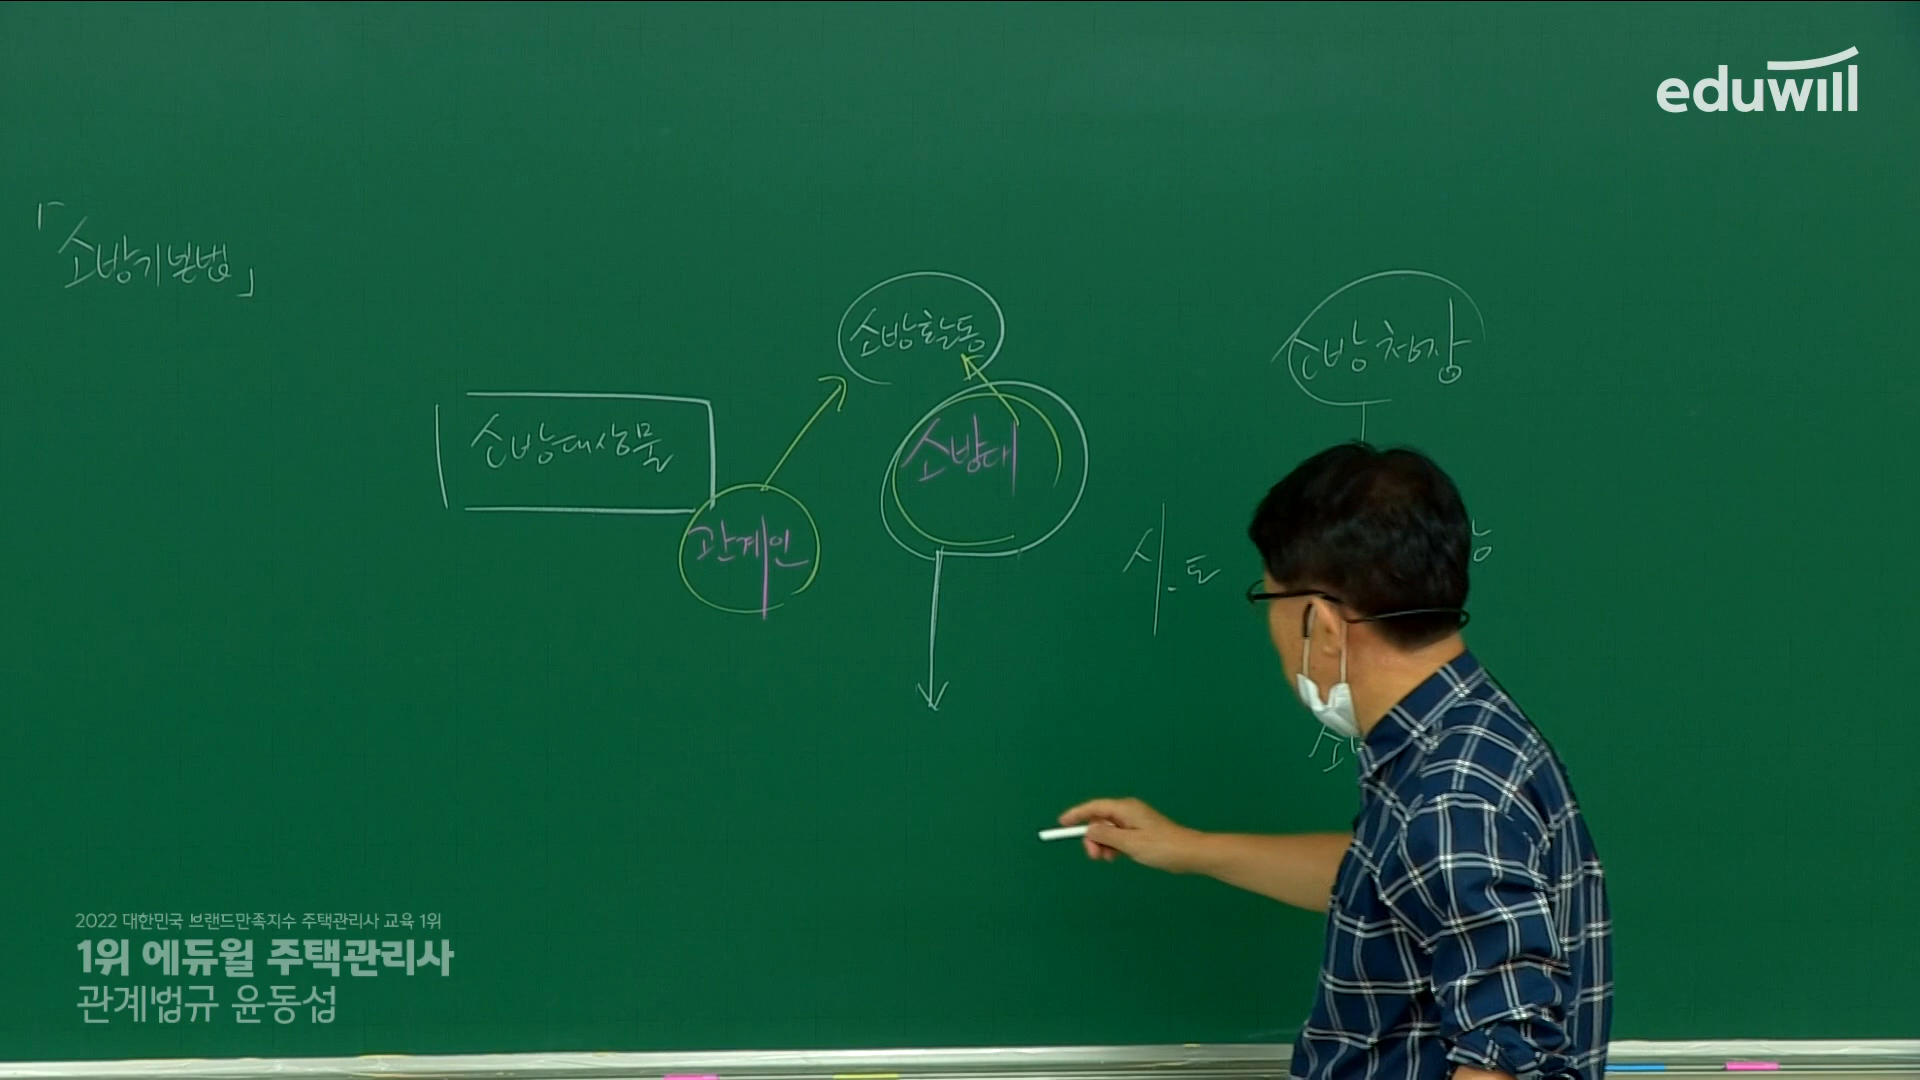 eduwill
「소방기본법」
소방활동
소방청장
소방대상물
소방대
관계인
시·도
2022 대한민국 브랜드만족지수 주택관리사 교육 1위
1위 에듀윌 주택관리사
관계법규 윤동섭